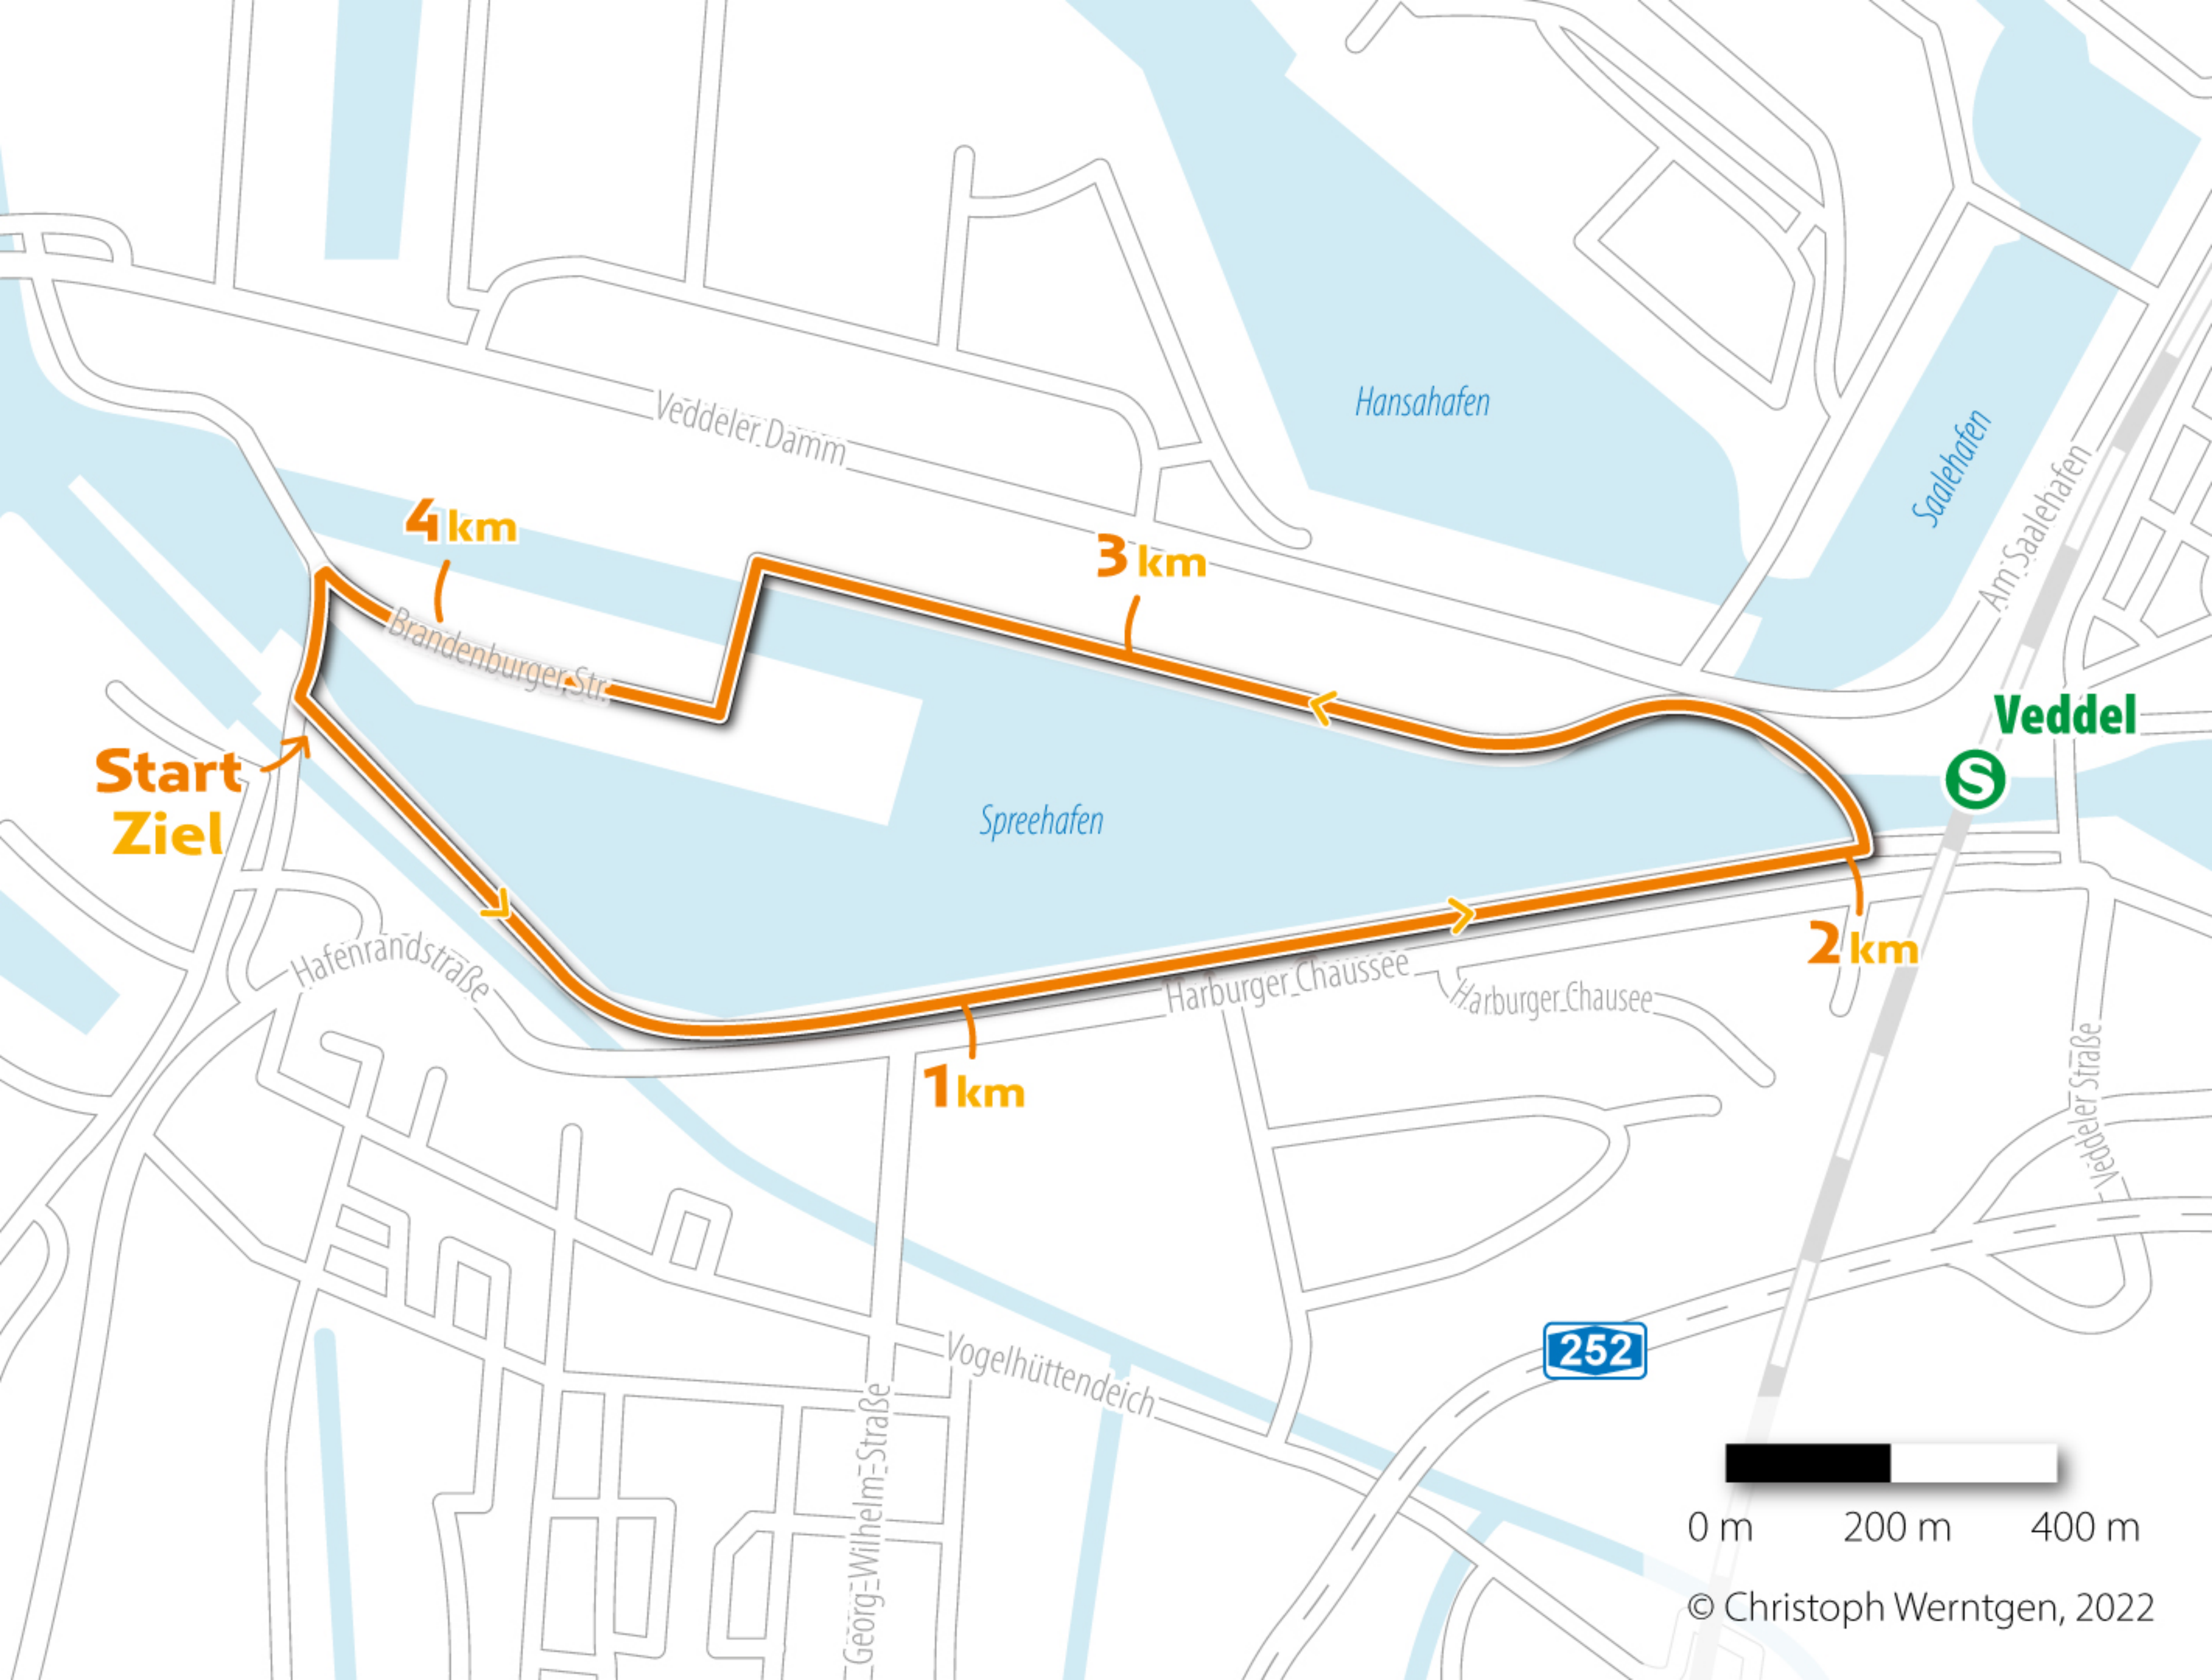 Hansahafen
Veddeler Damm
Saalehafen
Am Saalehafen
4 km
3 km
Brandenburger Str.
Veddel
S
Start
Ziel
Spreehafen
2 km
Hafenrandstraße
Harburger Chaussee
Harburger Chausee
1 km
Veddeler Straße
252
Vogelhüttendeich
Georg-Wilhelm-Straße
0 m 200 m 400 m
© Christoph Werntgen, 2022